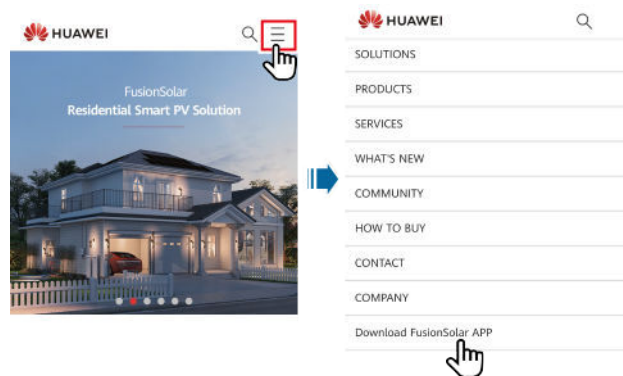 HUAWEI
FusionSolar
Residential Smart PV Solution
HUAWEI
SOLUTIONS
PRODUCTS
SERVICES
WHAT'S NEW
COMMUNITY
HOW TO BUY
CONTACT
COMPANY
Download FusionSolar APP